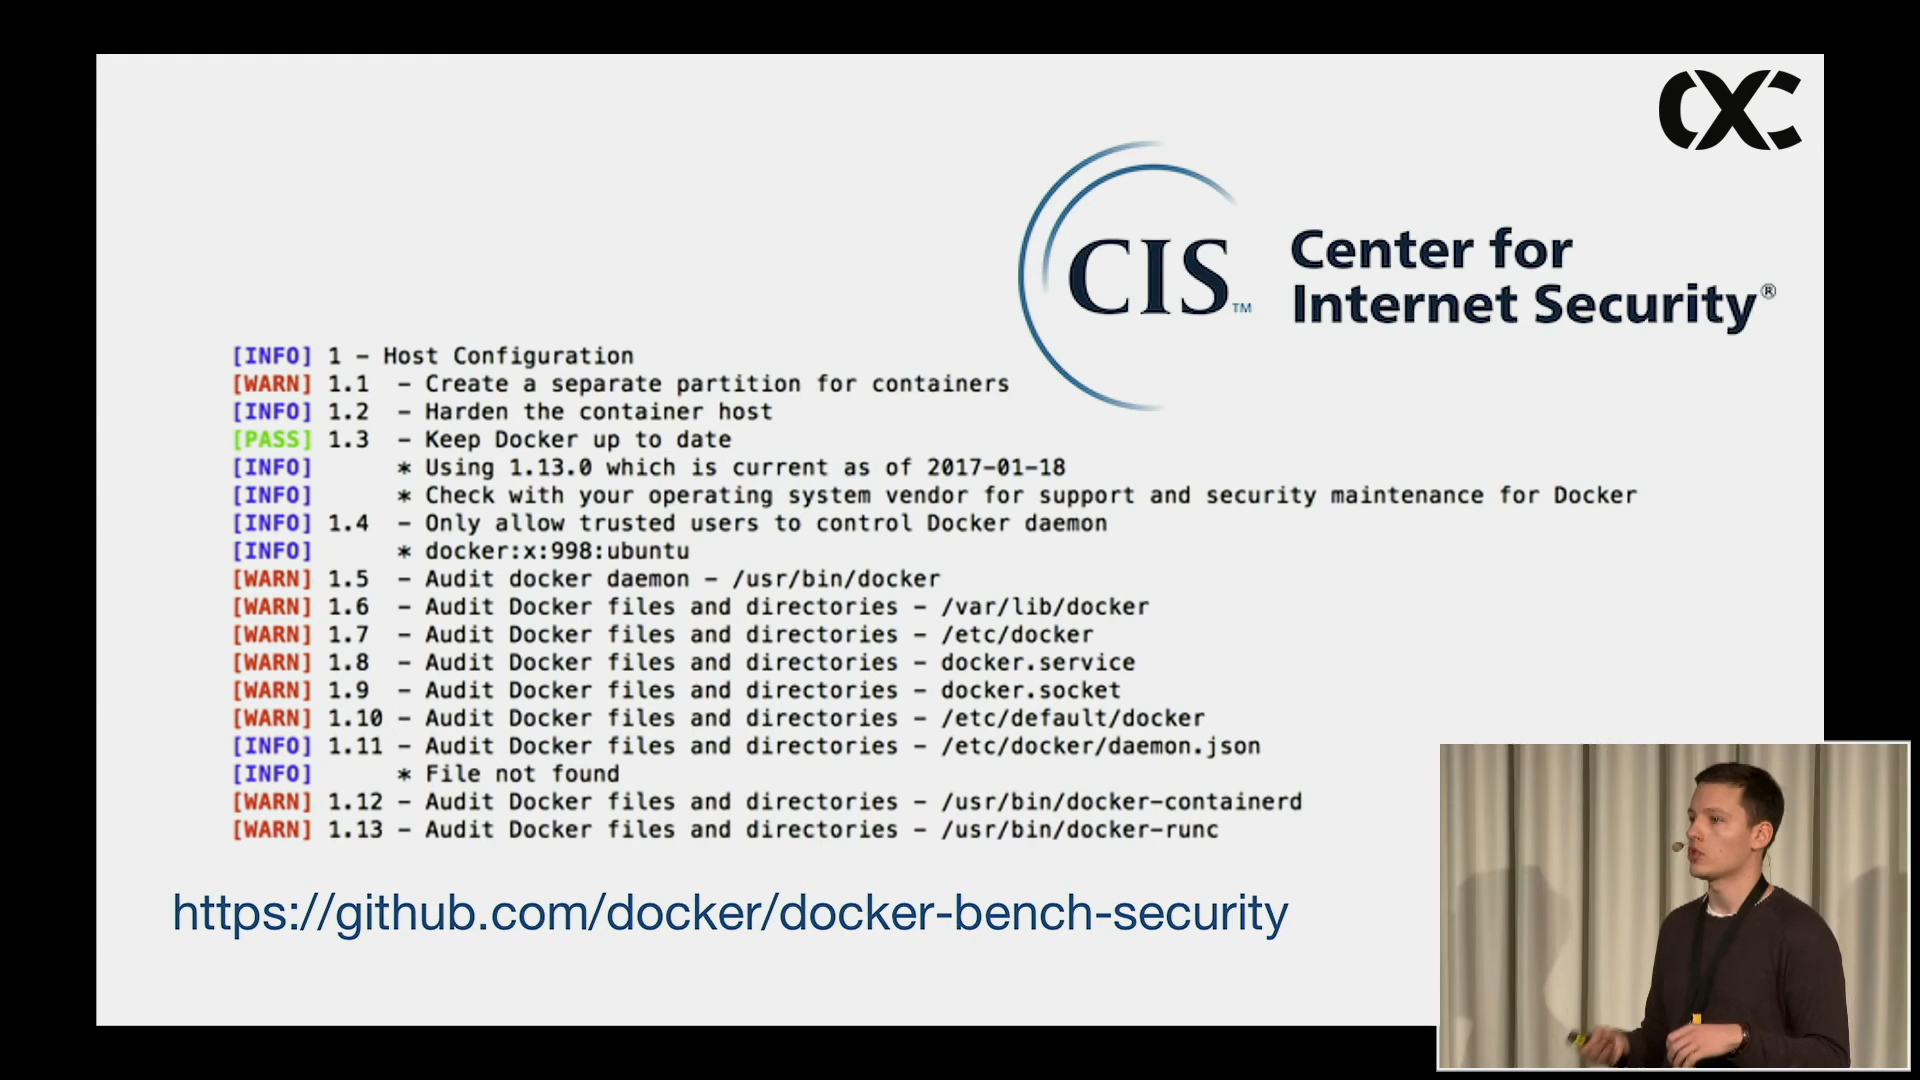 CXC
CIS™
Center for
Internet Security®
[INFO] 1 – Host Configuration
[WARN] 1.1 – Create a separate partition for containers
[INFO] 1.2 – Harden the container host
[PASS] 1.3 – Keep Docker up to date
[INFO] * Using 1.13.0 which is current as of 2017–01–18
[INFO] * Check with your operating system vendor for support and security maintenance for Docker
[INFO] 1.4 – Only allow trusted users to control Docker daemon
[INFO] * docker:x:998:ubuntu
[WARN] 1.5 – Audit docker daemon – /usr/bin/docker
[WARN] 1.6 – Audit Docker files and directories – /var/lib/docker
[WARN] 1.7 – Audit Docker files and directories – /etc/docker
[WARN] 1.8 – Audit Docker files and directories – docker.service
[WARN] 1.9 – Audit Docker files and directories – docker.socket
[WARN] 1.10 – Audit Docker files and directories – /etc/default/docker
[INFO] 1.11 – Audit Docker files and directories – /etc/docker/daemon.json
[INFO] * File not found
[WARN] 1.12 – Audit Docker files and directories – /usr/bin/docker–containerd
[WARN] 1.13 – Audit Docker files and directories – /usr/bin/docker–runc
https://github.com/docker/docker-bench-security